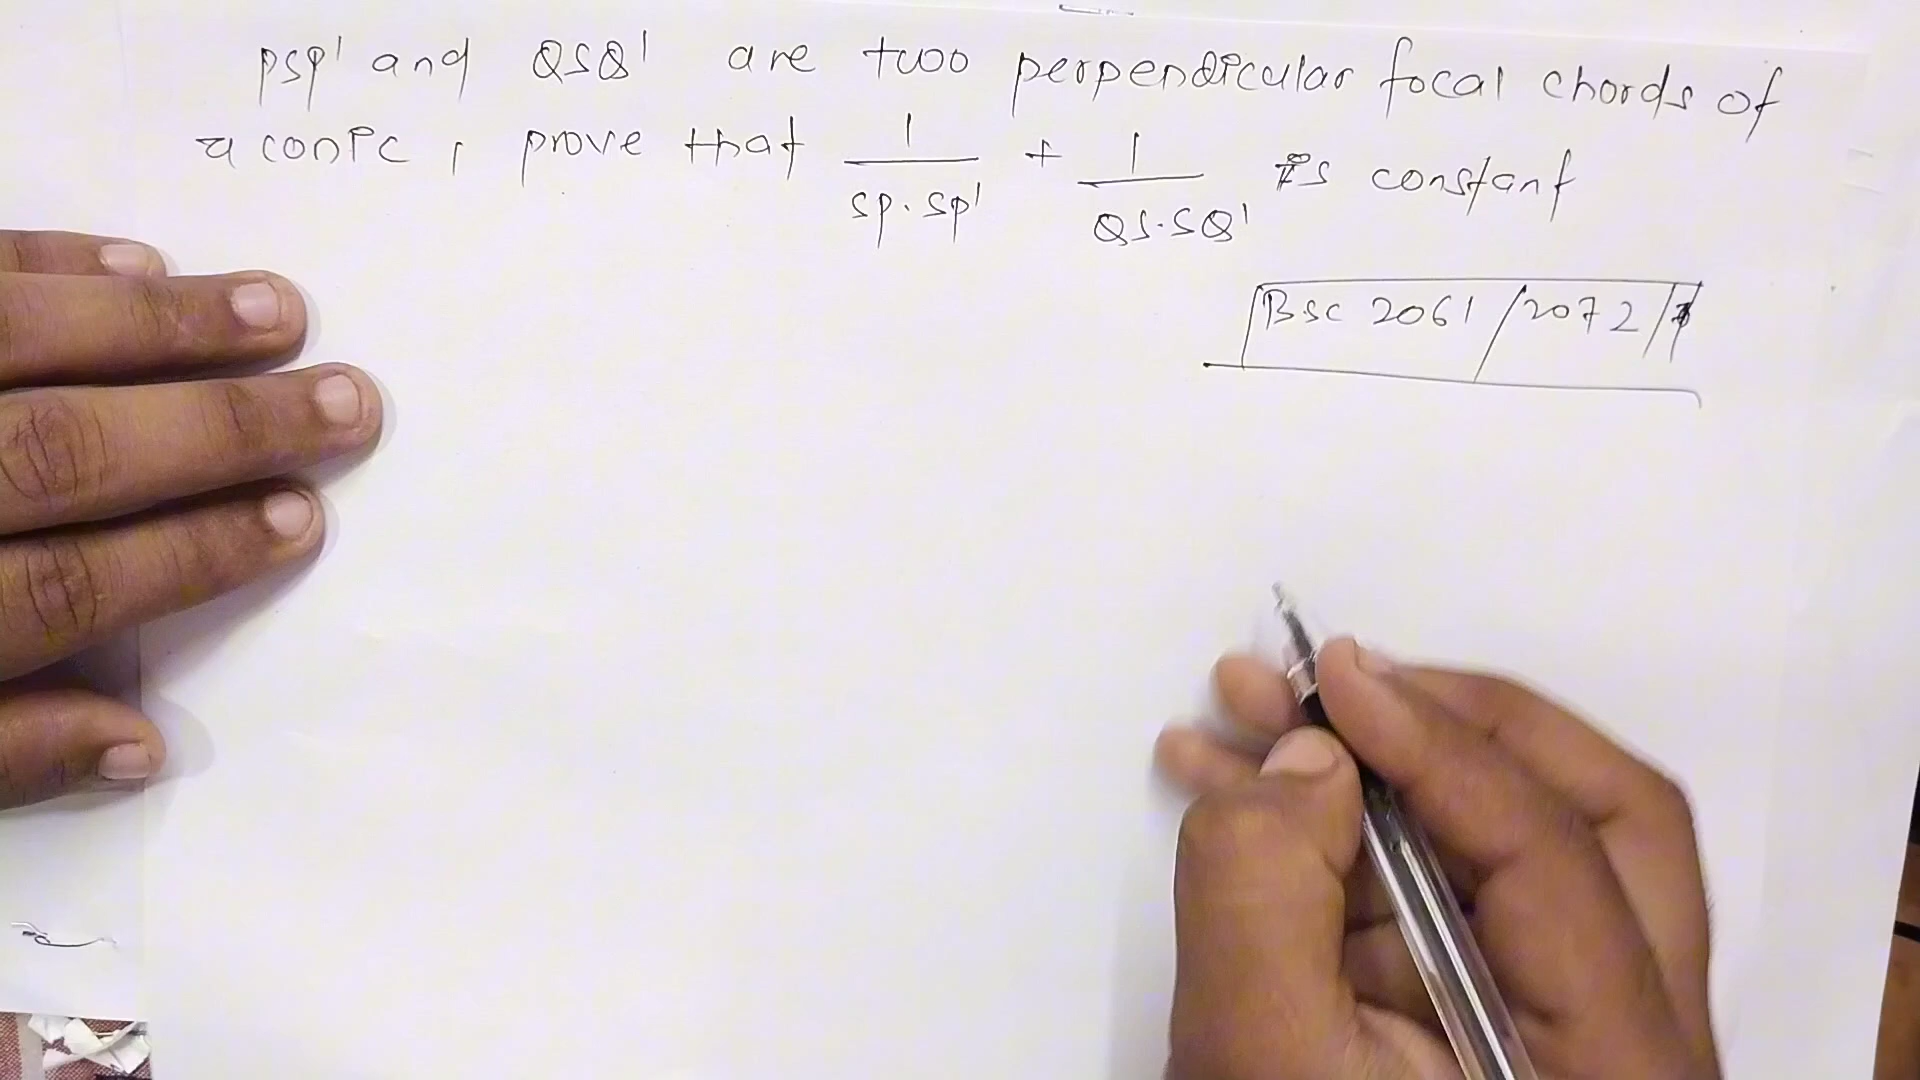 PSP' and QSQ' are two perpendicular focal chords of
a conic, prove that 1/SP.SP' + 1/QS.SQ' is constant
BSC 2061/2072/